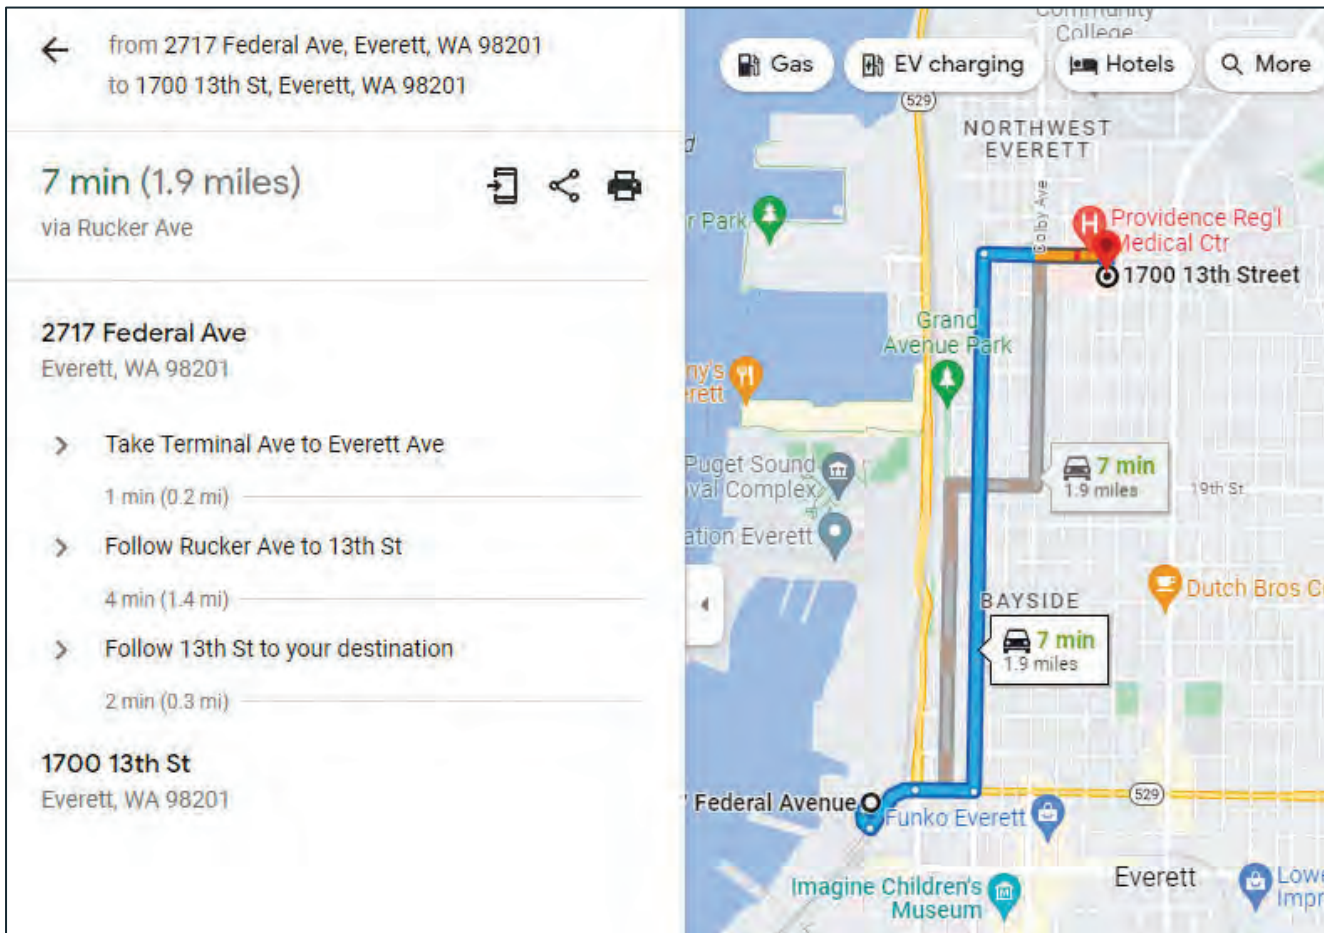 from 2717 Federal Ave, Everett, WA 98201
to 1700 13th St, Everett, WA 98201
7 min (1.9 miles)
via Rucker Ave
2717 Federal Ave
Everett, WA 98201
Take Terminal Ave to Everett Ave
1 min (0.2 mi)
Follow Rucker Ave to 13th St
4 min (1.4 mi)
Follow 13th St to your destination
2 min (0.3 mi)
1700 13th St
Everett, WA 98201
Community
College
Gas
EV charging
Hotels
More
529
NORTHWEST
EVERETT
Colby Ave
Providence Reg'l
Medical Ctr
1700 13th Street
Park
Grand
Avenue Park
Puget Sound
Complex
7 min
1.9 miles
19th St
Everett
Dutch Bros
BAYSIDE
7 min
1.9 miles
529
Federal Avenue
Funko Everett
Everett
Imagine Children's
Museum